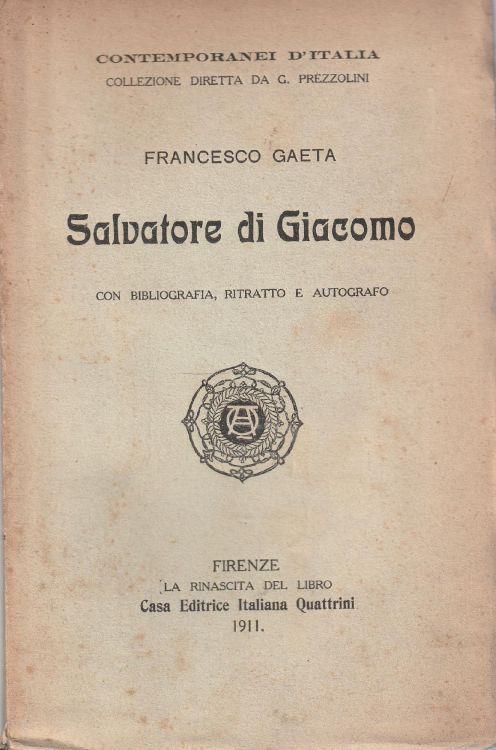 CONTEMPORANEI D'ITALIA
COLLEZIONE DIRETTA DA G. PREZZOLINI
FRANCESCO GAETA
Salvatore di Giacomo
CON BIBLIOGRAFIA, RITRATTO E AUTOGRAFO
FIRENZE
LA RINASCITA DEL LIBRO
Casa Editrice Italiana Quattrini
1911.